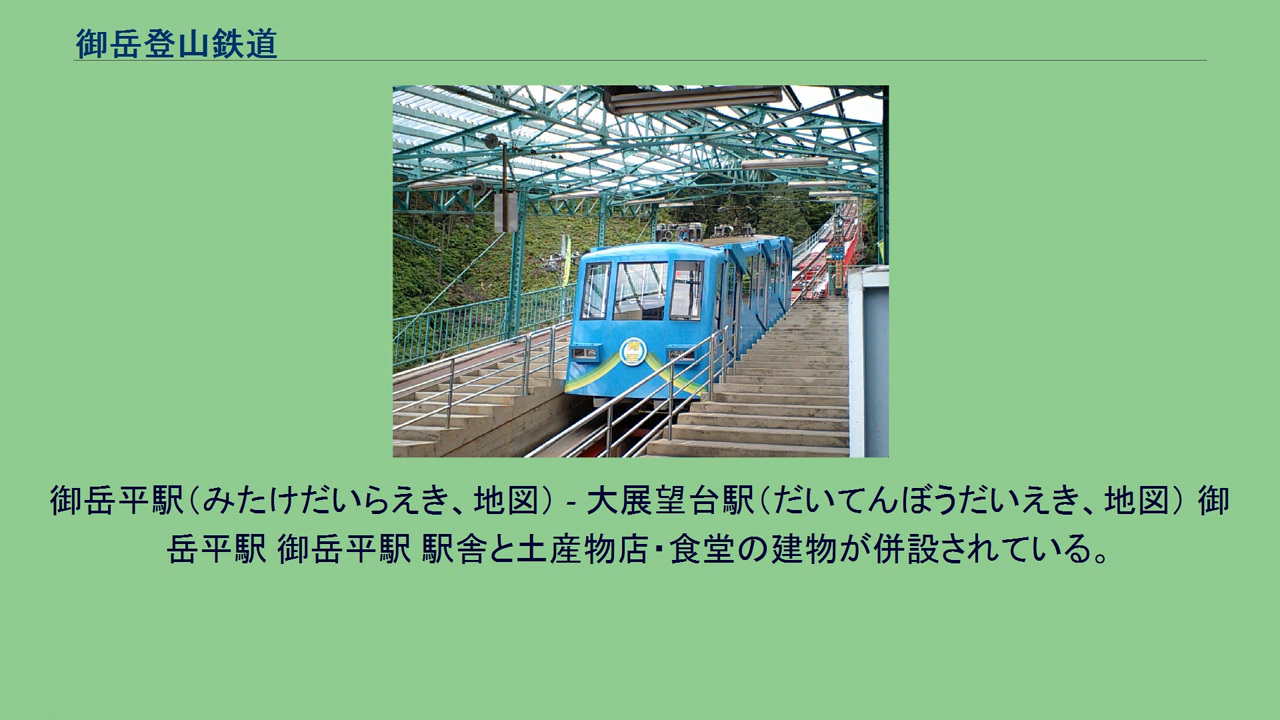 御岳登山鉄道
御岳平駅（みたけだいらえき、地図） - 大展望台駅（だいてんぼうだいえき、地図） 御
岳平駅 御岳平駅 駅舎と土産物店・食堂の建物が併設されている。